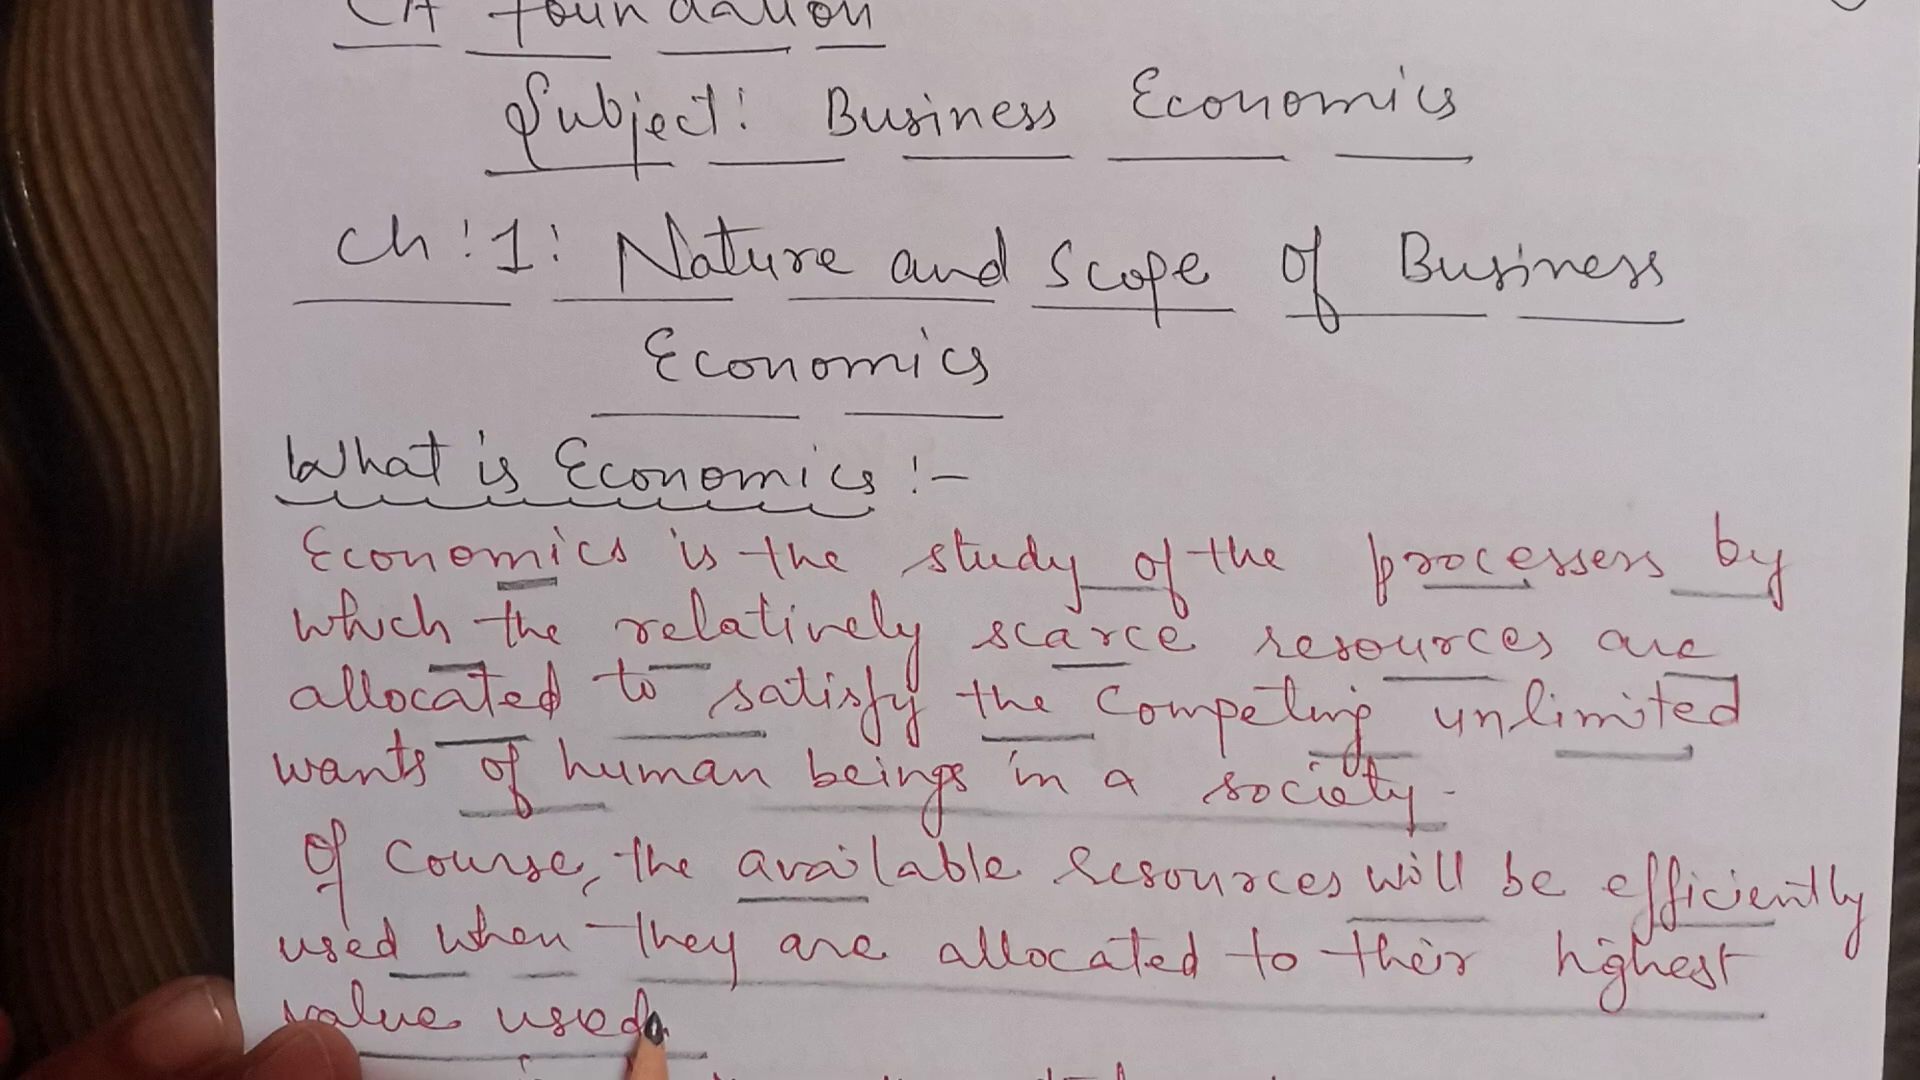 CA Foundation
Subject: Business Economics
Ch:1: Nature and Scope of Business
Economics
What is Economics:-
Economics is the study of the processers by
which the relatively scarce resources are
allocated to satisfy the competing unlimited
wants of human beings in a society.
Of course, the available resources will be efficiently
used when they are allocated to their highest
value used.